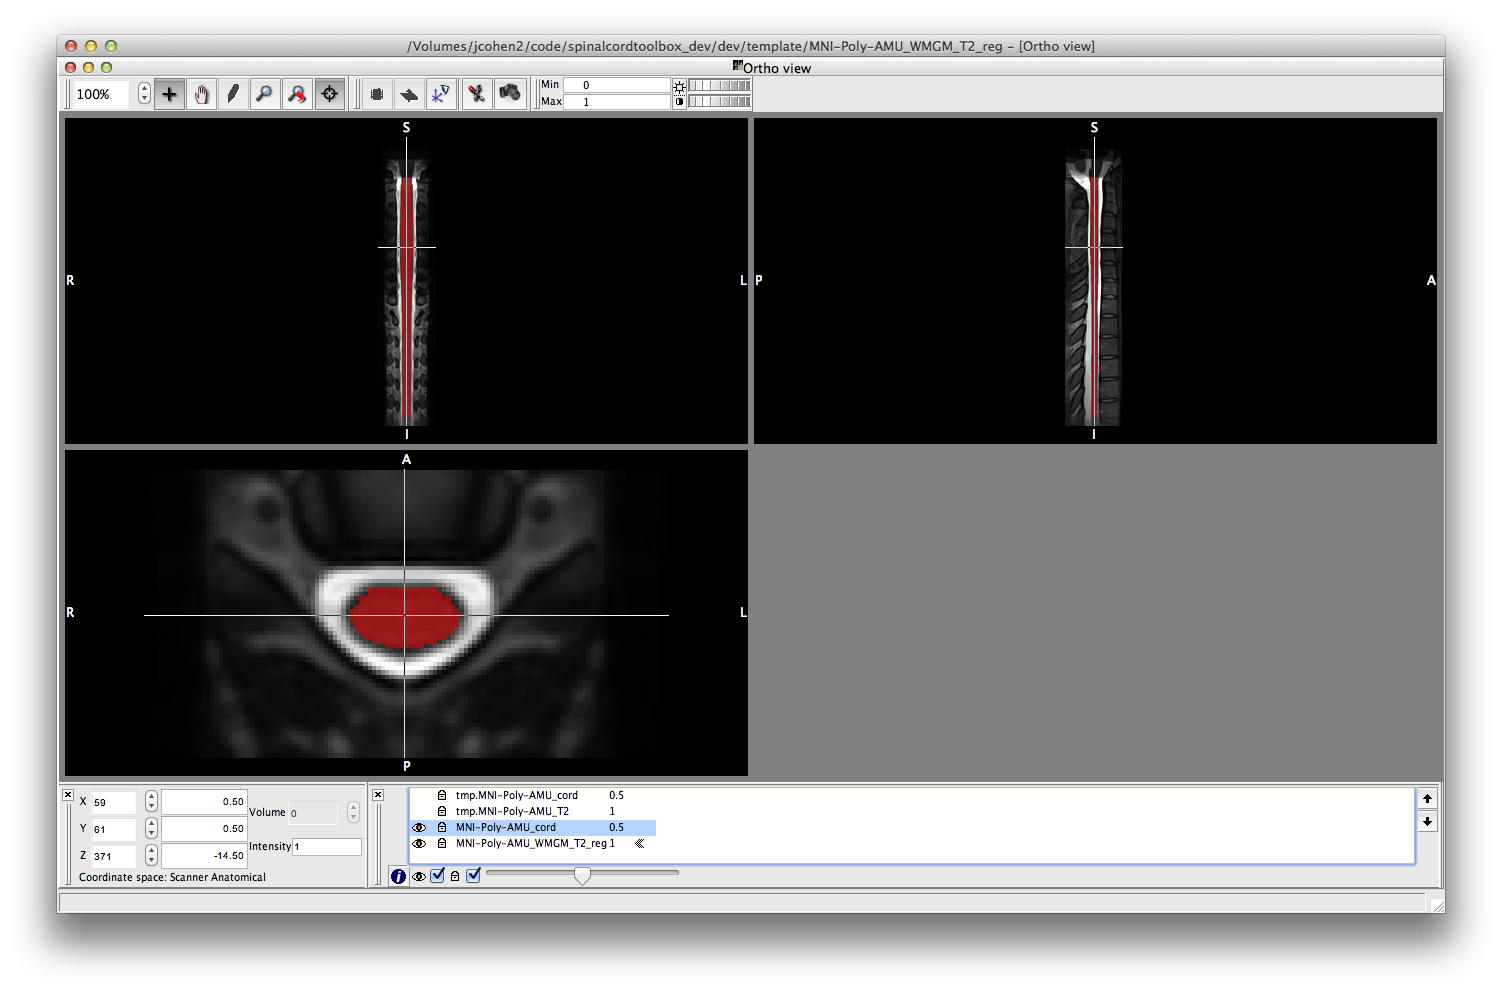 /Volumes/jcohen2/code/spinalcordtoolbox_dev/dev/template/MNI-Poly-AMU_WMGM_T2_reg – [Ortho view]
Ortho view
100%
Min 0
Max 1
S
R
L
I
S
P
A
I
A
R
L
P
X 59 0.50
Y 61 0.50
Z 371 -14.50
Volume 0
Intensity 1
Coordinate space: Scanner Anatomical
tmp.MNI-Poly-AMU_cord 0.5
tmp.MNI-Poly-AMU_T2 1
MNI-Poly-AMU_cord 0.5
MNI-Poly-AMU_WMGM_T2_reg 1
i